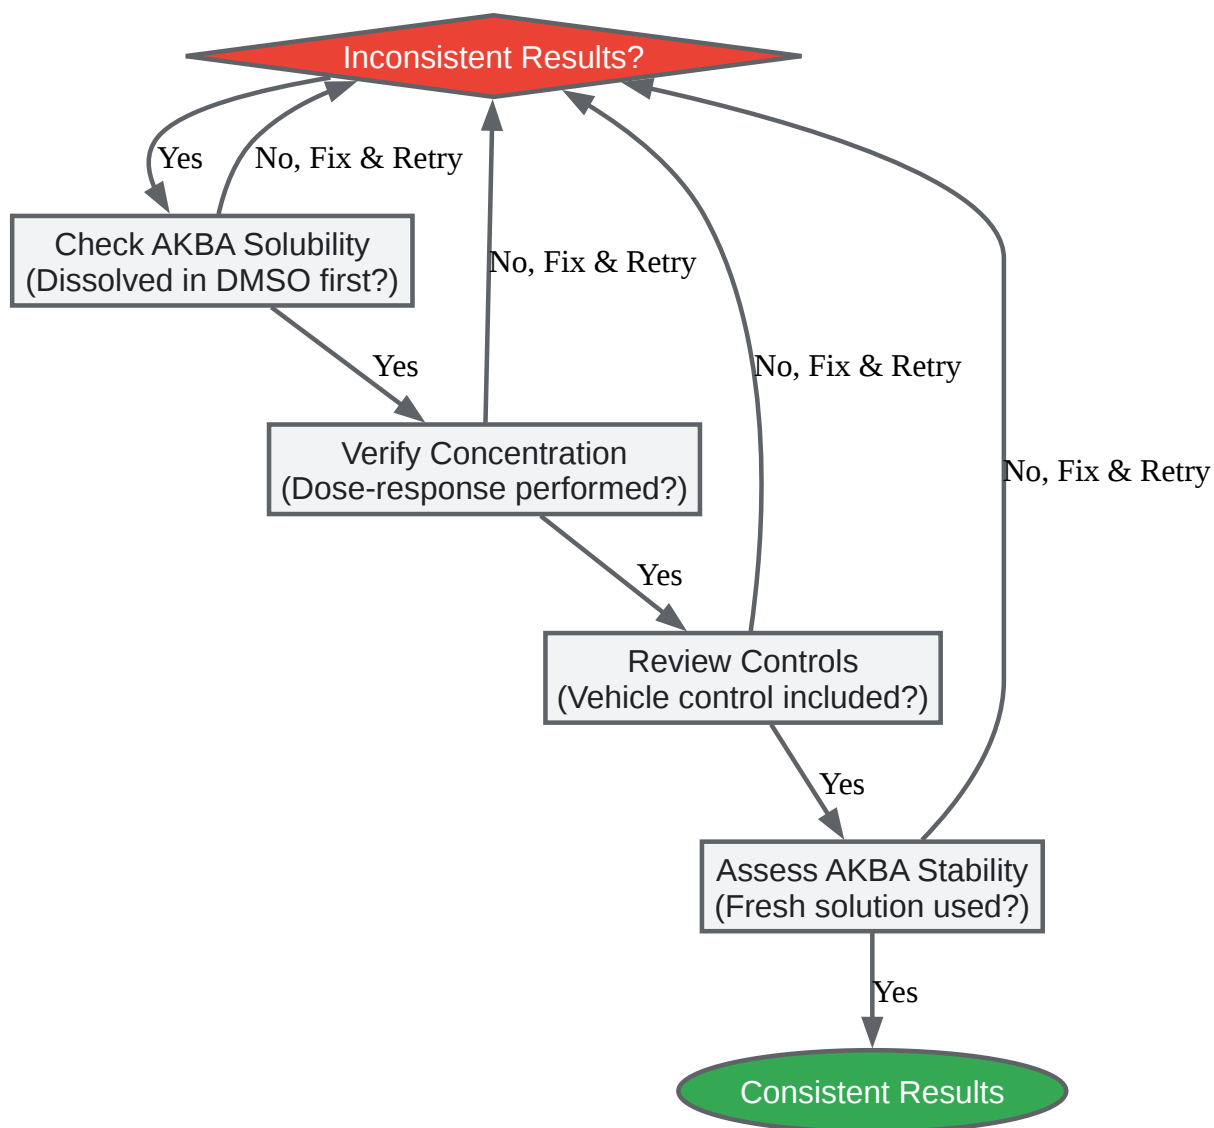 Inconsistent Results?
Yes
No, Fix & Retry
Check AKBA Solubility
(Dissolved in DMSO first?)
No, Fix & Retry
Yes
No, Fix & Retry
Verify Concentration
(Dose-response performed?)
No, Fix & Retry
Yes
Review Controls
(Vehicle control included?)
Yes
Assess AKBA Stability
(Fresh solution used?)
Yes
Consistent Results